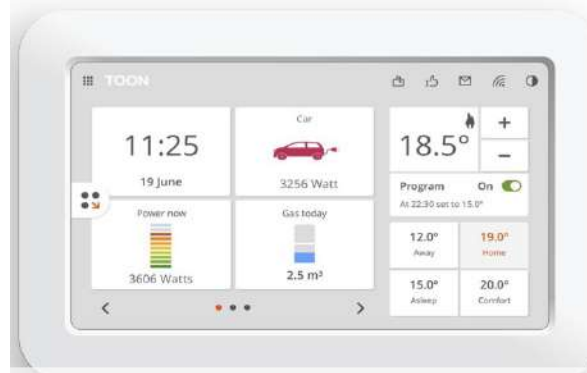 TOON
11:25
19 June
Car
3256 Watt
Power now
3606 Watts
Gas today
2.5 m³
18.5°
+
−
Program On
At 22:30 set to 15.0°
12.0°
Away
19.0°
Home
15.0°
Asleep
20.0°
Comfort